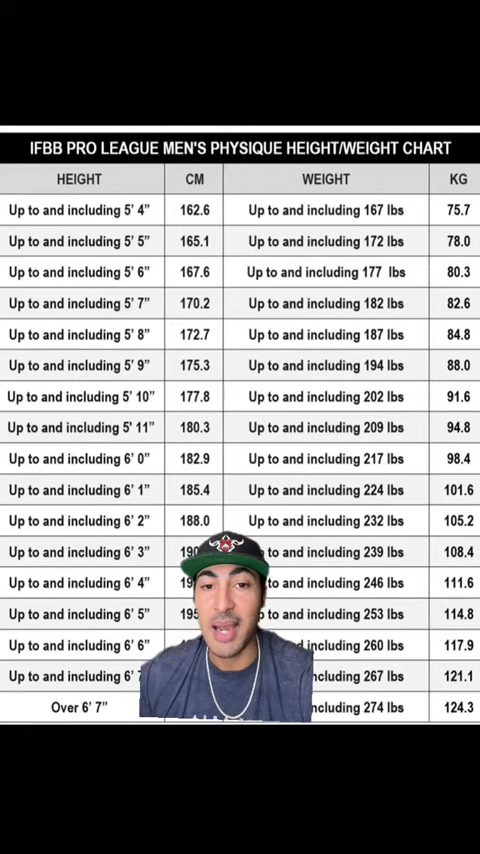 IFBB PRO LEAGUE MEN'S PHYSIQUE HEIGHT/WEIGHT CHART
HEIGHT CM WEIGHT KG
Up to and including 5' 4" 162.6 Up to and including 167 lbs 75.7
Up to and including 5' 5" 165.1 Up to and including 172 lbs 78.0
Up to and including 5' 6" 167.6 Up to and including 177 lbs 80.3
Up to and including 5' 7" 170.2 Up to and including 182 lbs 82.6
Up to and including 5' 8" 172.7 Up to and including 187 lbs 84.8
Up to and including 5' 9" 175.3 Up to and including 194 lbs 88.0
Up to and including 5' 10" 177.8 Up to and including 202 lbs 91.6
Up to and including 5' 11" 180.3 Up to and including 209 lbs 94.8
Up to and including 6' 0" 182.9 Up to and including 217 lbs 98.4
Up to and including 6' 1" 185.4 Up to and including 224 lbs 101.6
Up to and including 6' 2" 188.0 Up to and including 232 lbs 105.2
Up to and including 6' 3" to and including 239 lbs 108.4
Up to and including 6' 4" to and including 246 lbs 111.6
Up to and including 6' 5" to and including 253 lbs 114.8
Up to and including 6' 6" including 260 lbs 117.9
Up to and including 6' including 267 lbs 121.1
Over 6' 7" including 274 lbs 124.3